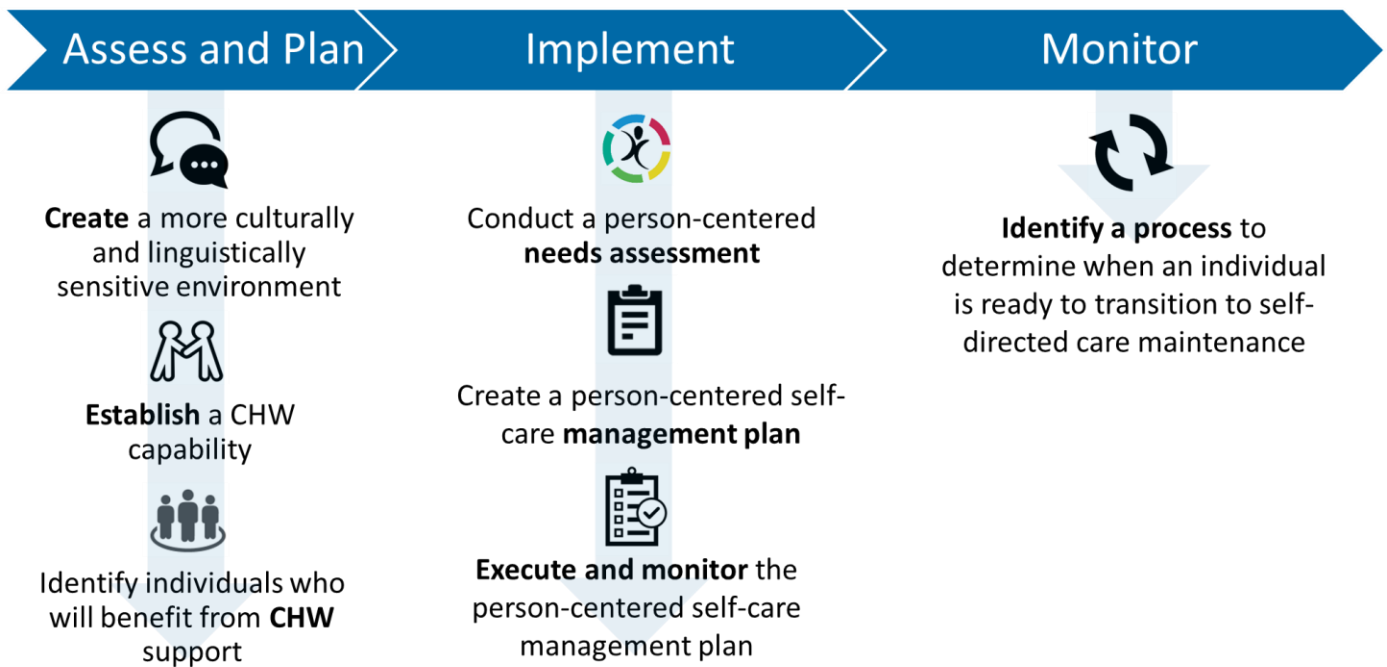 Assess and Plan
Create a more culturally
and linguistically
sensitive environment
Establish a CHW
capability
Identify individuals who
will benefit from CHW
support
Implement
Conduct a person-centered
needs assessment
Create a person-centered self-
care management plan
Execute and monitor the
person-centered self-care
management plan
Monitor
Identify a process to
determine when an individual
is ready to transition to self-
directed care maintenance